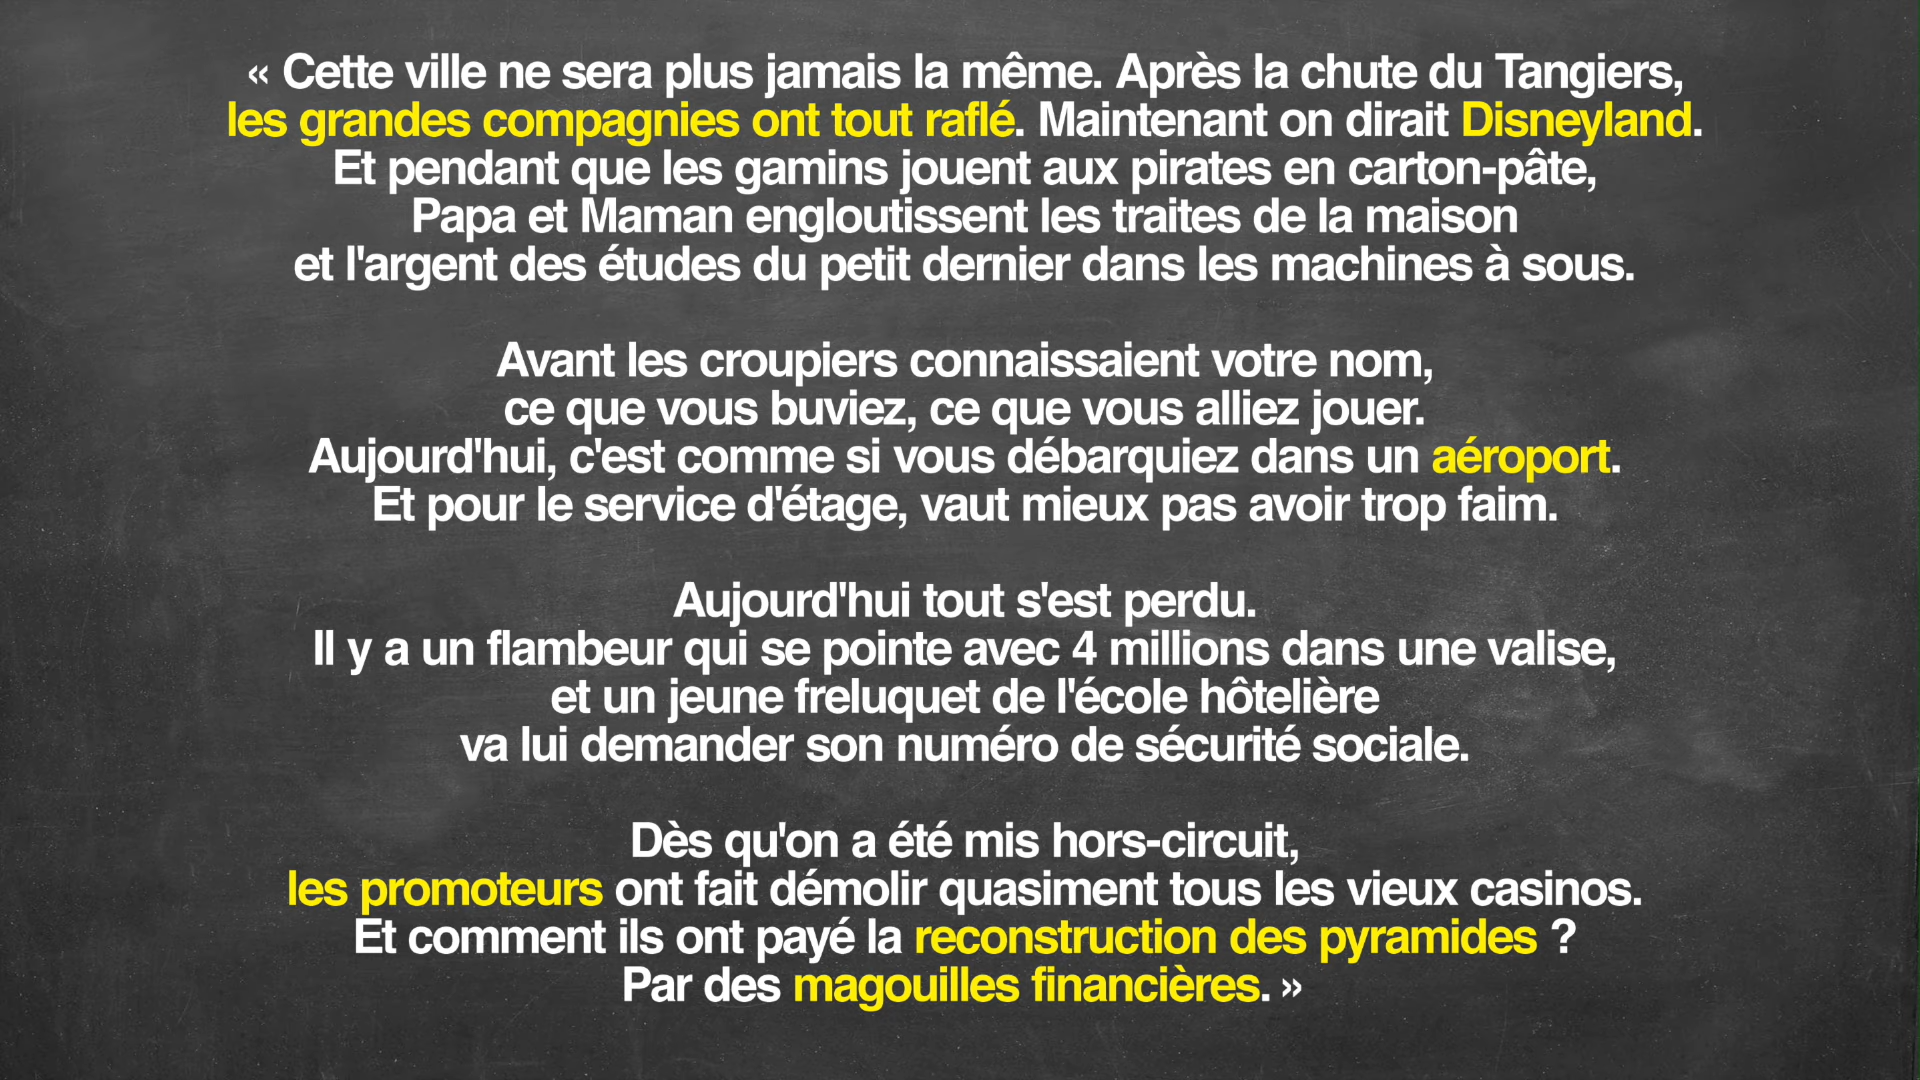 « Cette ville ne sera plus jamais la même. Après la chute du Tangiers,
les grandes compagnies ont tout raflé. Maintenant on dirait Disneyland.
Et pendant que les gamins jouent aux pirates en carton-pâte,
Papa et Maman engloutissent les traites de la maison
et l'argent des études du petit dernier dans les machines à sous.
Avant les croupiers connaissaient votre nom,
ce que vous buviez, ce que vous alliez jouer.
Aujourd'hui, c'est comme si vous débarquiez dans un aéroport.
Et pour le service d'étage, vaut mieux pas avoir trop faim.
Aujourd'hui tout s'est perdu.
Il y a un flambeur qui se pointe avec 4 millions dans une valise,
et un jeune freluquet de l'école hôtelière
va lui demander son numéro de sécurité sociale.
Dès qu'on a été mis hors-circuit,
les promoteurs ont fait démolir quasiment tous les vieux casinos.
Et comment ils ont payé la reconstruction des pyramides ?
Par des magouilles financières. »